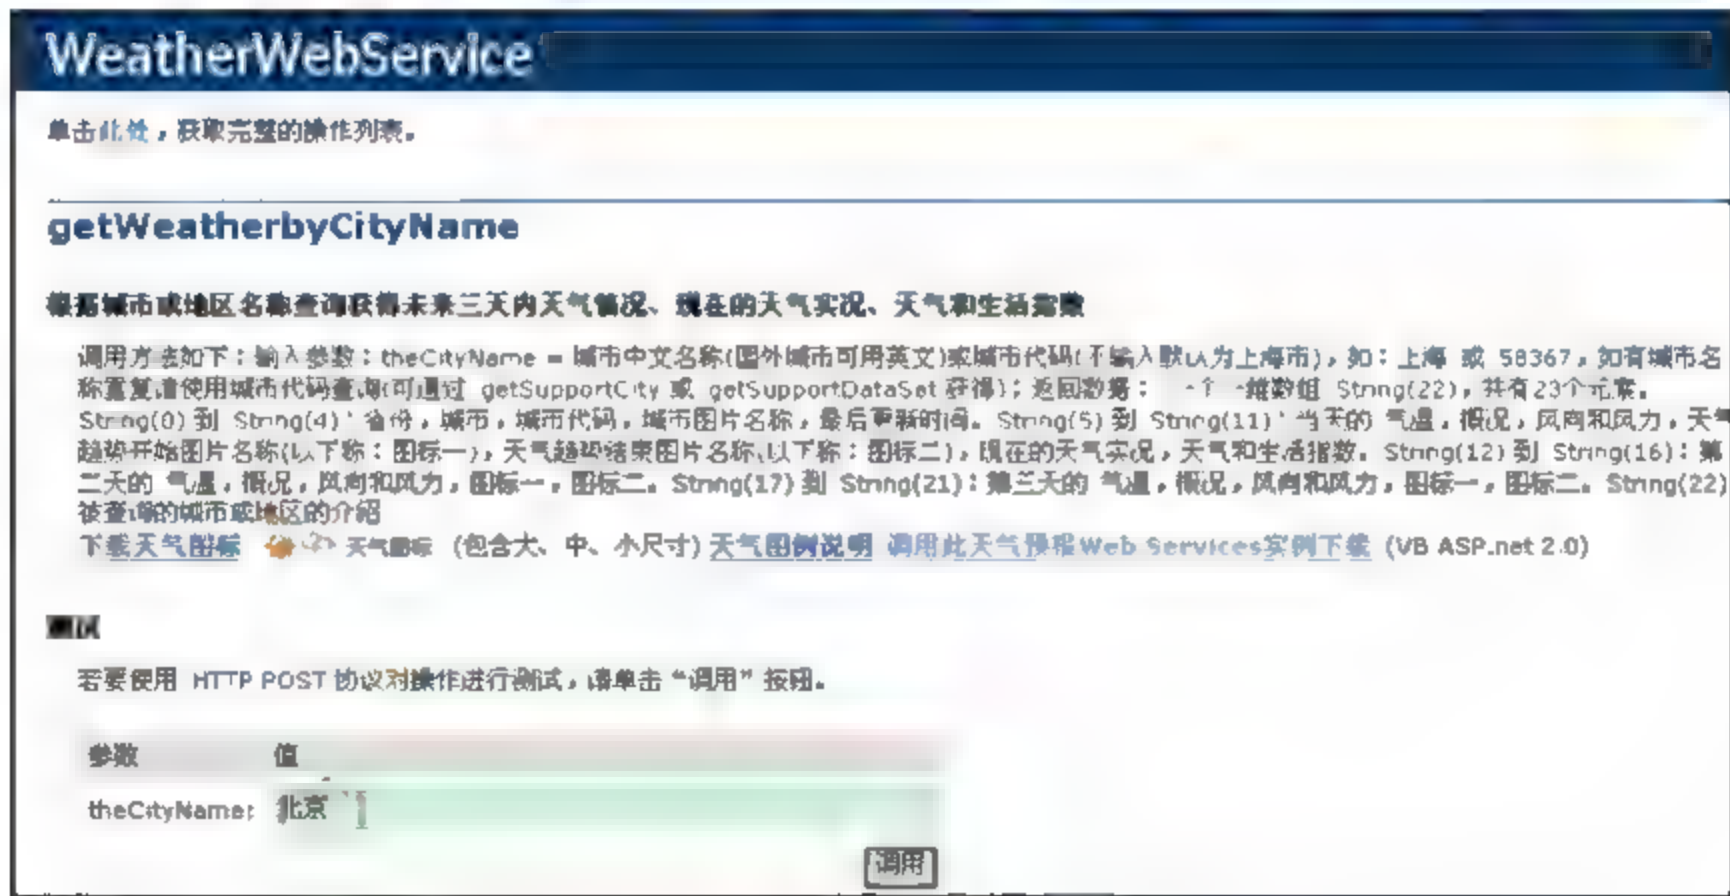 WeatherWebService
单击此处，获取完整的操作列表。
getWeatherbyCityName
根据城市或地区名称查询获得未来三天内天气情况、现在的天气实况、天气和生活指数
调用方法如下：输入参数：theCityName = 城市中文名称(国外城市可用英文)或城市代码(不输入默认为上海市)，如：上海 或 58367，如有城市名
称重复请使用城市代码查询(可通过 getSupportCity 或 getSupportDataSet 获得)；返回数据： 一个一维数组 String(22)，共有23个元素。
String(0) 到 String(4)：省份，城市，城市代码，城市图片名称，最后更新时间。String(5) 到 String(11)：当天的 气温，概况，风向和风力，天气
趋势开始图片名称(以下称：图标一)，天气趋势结束图片名称(以下称：图标二)，现在的天气实况，天气和生活指数。String(12) 到 String(16)：第
二天的 气温，概况，风向和风力，图标一，图标二。String(17) 到 String(21)：第三天的 气温，概况，风向和风力，图标一，图标二。String(22)
被查询的城市或地区的介绍
下载天气图标 天气图标 (包含大、中、小尺寸) 天气图例说明 调用此天气预报Web Services实例下载 (VB ASP.net 2.0)
测试
若要使用 HTTP POST 协议对操作进行测试，请单击“调用”按钮。
参数 值
theCityName: 北京
调用